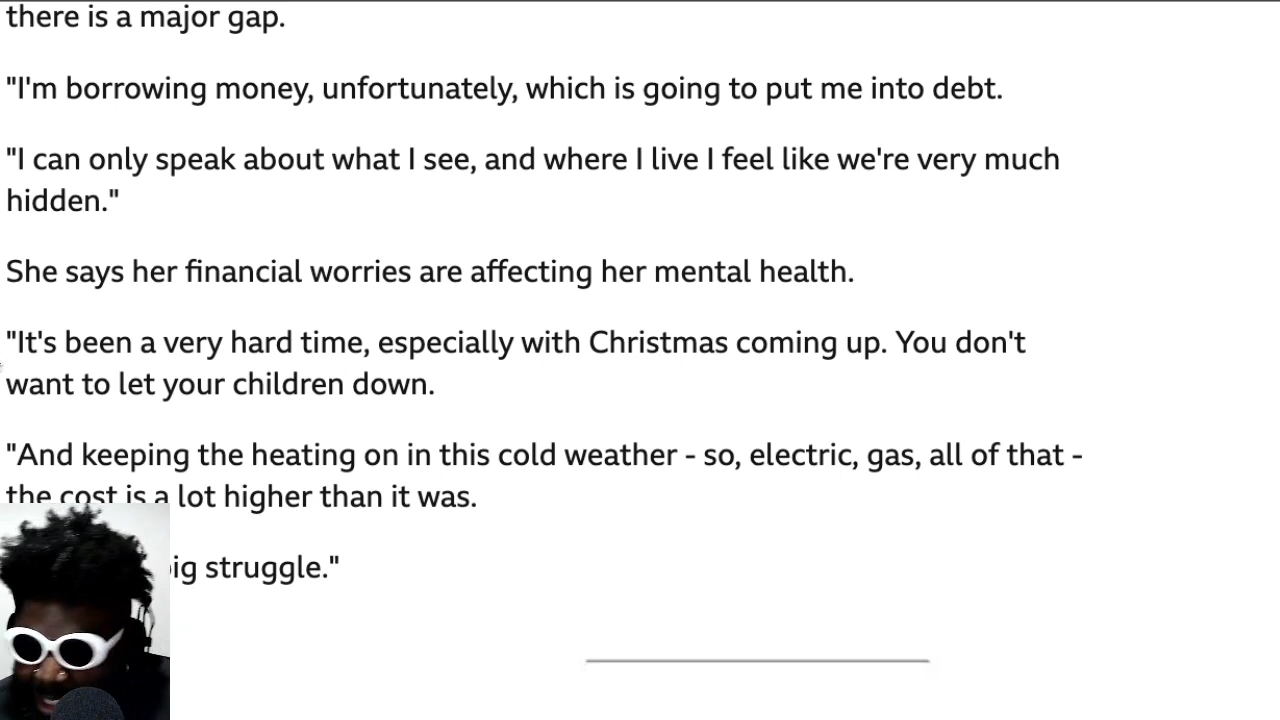 there is a major gap.
"I'm borrowing money, unfortunately, which is going to put me into debt.
"I can only speak about what I see, and where I live I feel like we're very much
hidden."
She says her financial worries are affecting her mental health.
"It's been a very hard time, especially with Christmas coming up. You don't
want to let your children down.
"And keeping the heating on in this cold weather - so, electric, gas, all of that -
the cost is a lot higher than it was.
struggle."